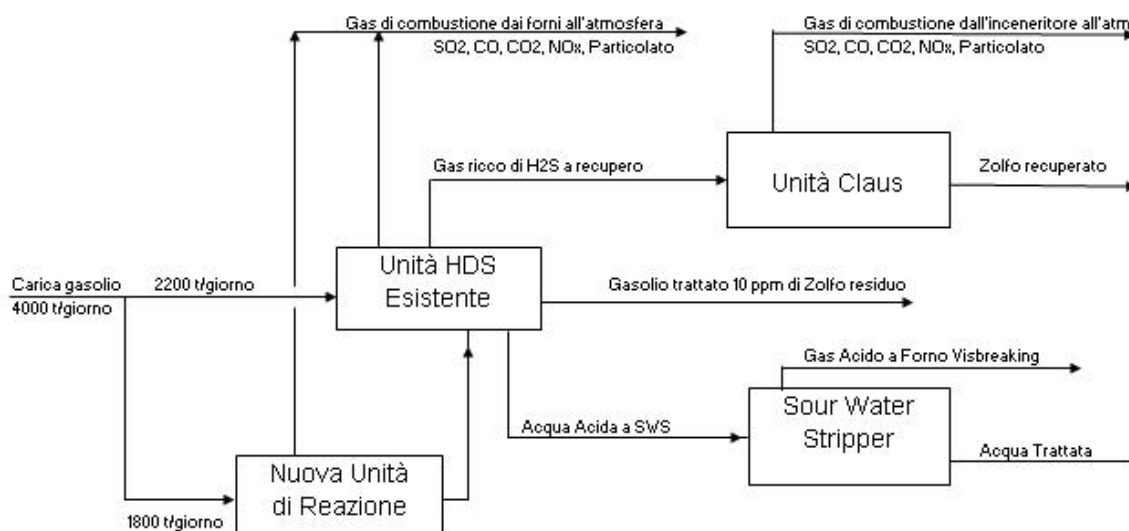 Gas di combustione dai forni all'atmosfera
SO2, CO, CO2, NOx, Particolato
Gas di combustione dall'inceneritore all'atm
SO2, CO, CO2, NOx, Particolato
Gas ricco di H2S a recupero
Unità Claus
Zolfo recuperato
Carica gasolio
4000 t/giorno
2200 t/giorno
Unità HDS
Esistente
Gasolio trattato 10 ppm di Zolfo residuo
Gas Acido a Forno Visbreaking
Acqua Acida a SWS
Sour Water
Stripper
Acqua Trattata
Nuova Unità
di Reazione
1800 t/giorno